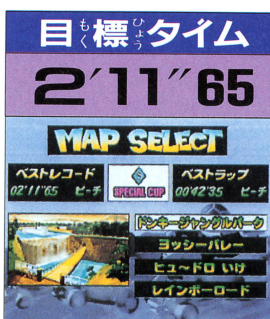 目標タイム
もくひょう
2'11"65
MAP SELECT
ベストレコード
02'11"65 ピーチ
SPECIAL CUP
ベストラップ
00'42"35 ピーチ
ドンキージャングルパーク
ヨッシーバレー
ヒュ〜ドロ いけ
レインボーロード